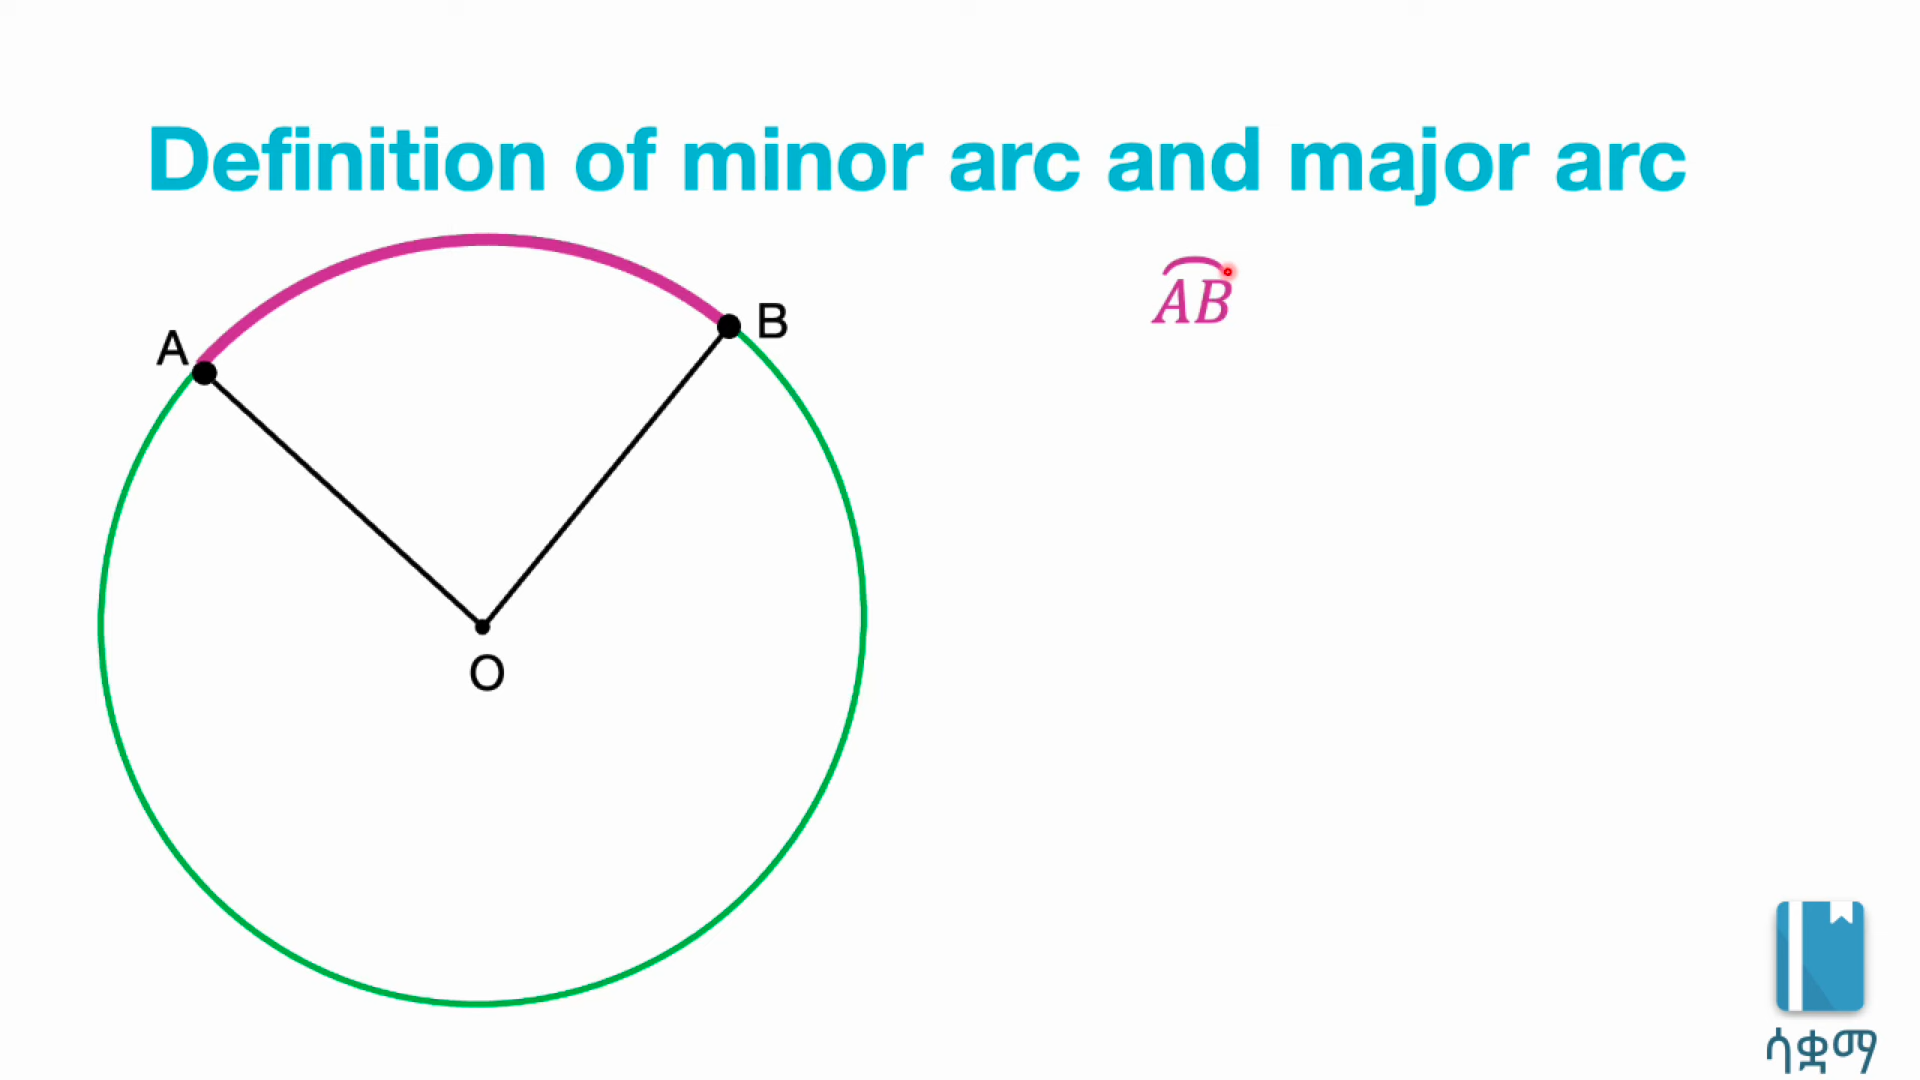 Definition of minor arc and major arc
A
B
O
AB
ሳቋማ